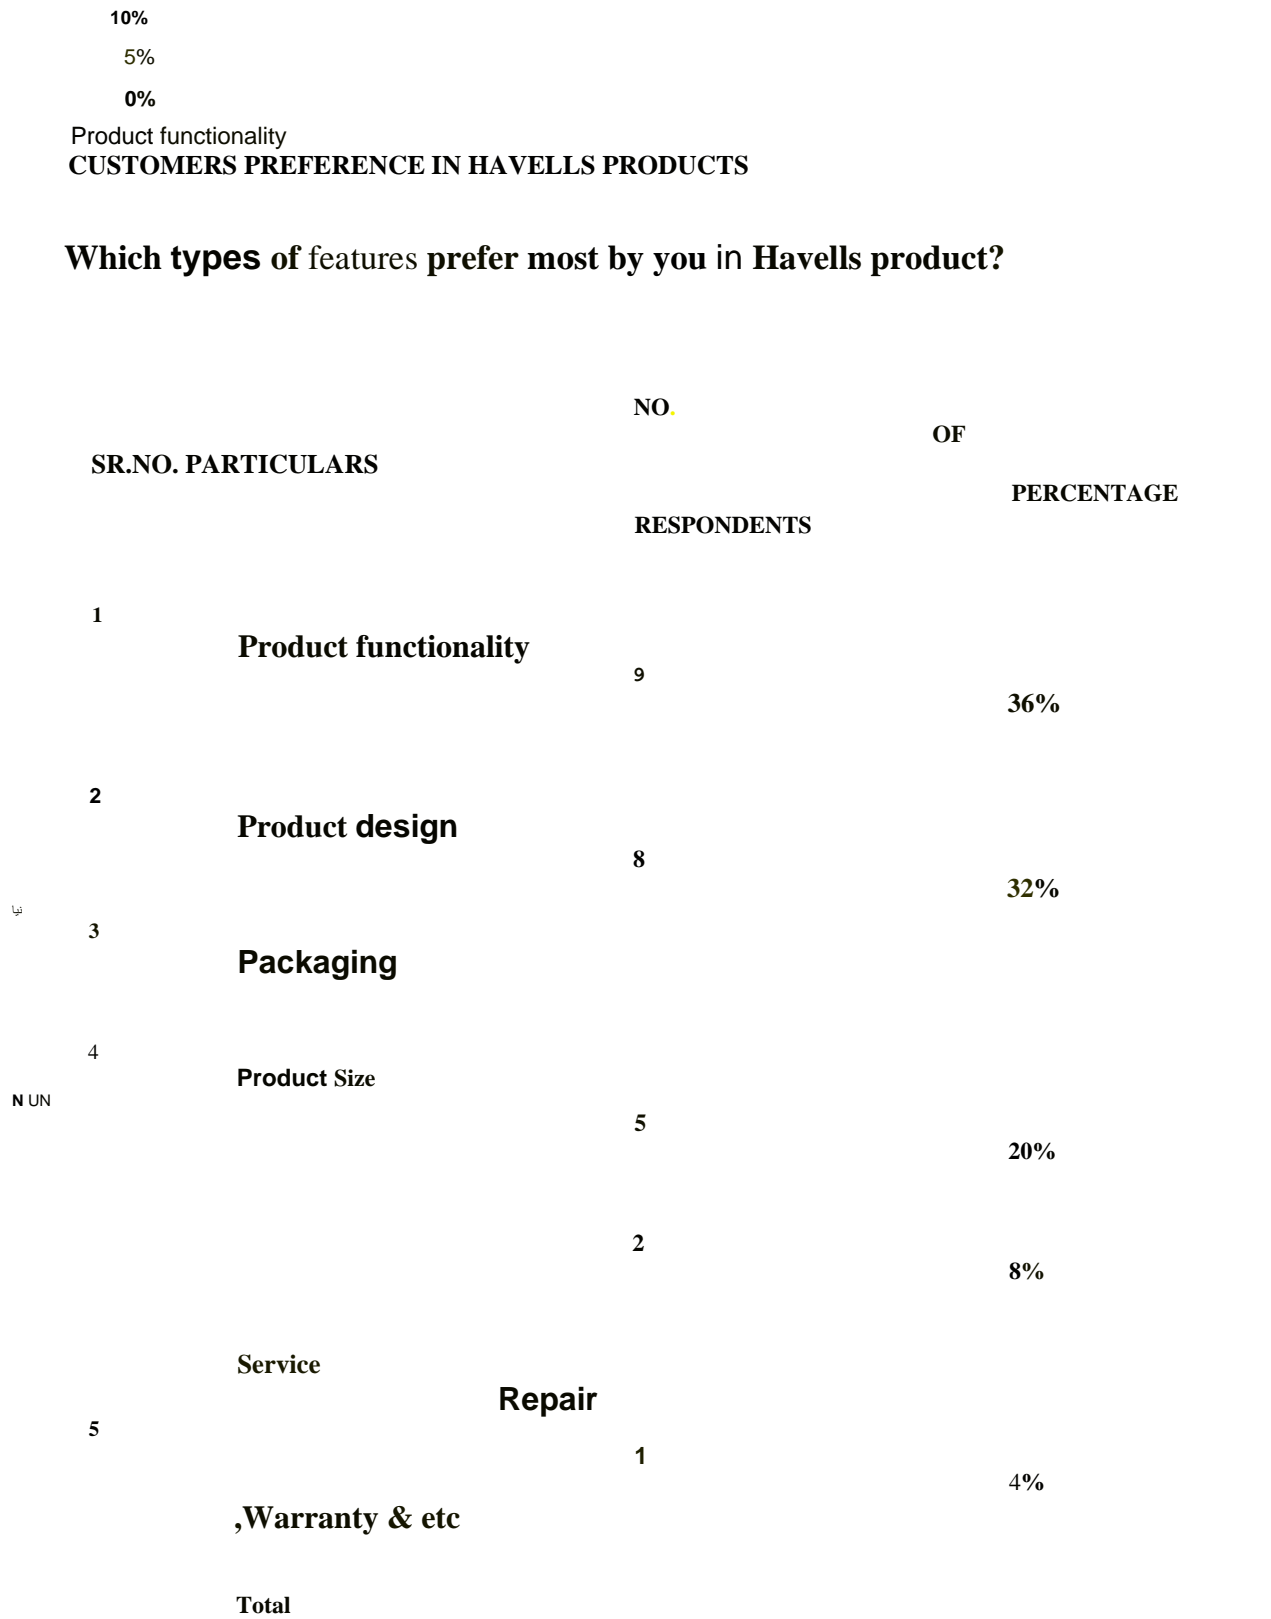 10%
5%
0%
Product functionality
CUSTOMERS PREFERENCE IN HAVELLS PRODUCTS
Which types of features prefer most by you in Havells product?
NO.
OF
SR.NO. PARTICULARS
PERCENTAGE
RESPONDENTS
1
Product functionality
9
36%
2
Product design
8
32%
نپا
3
Packaging
4
Product Size
N UN
5
20%
2
8%
Service
Repair
5
1
4%
,Warranty & etc
Total